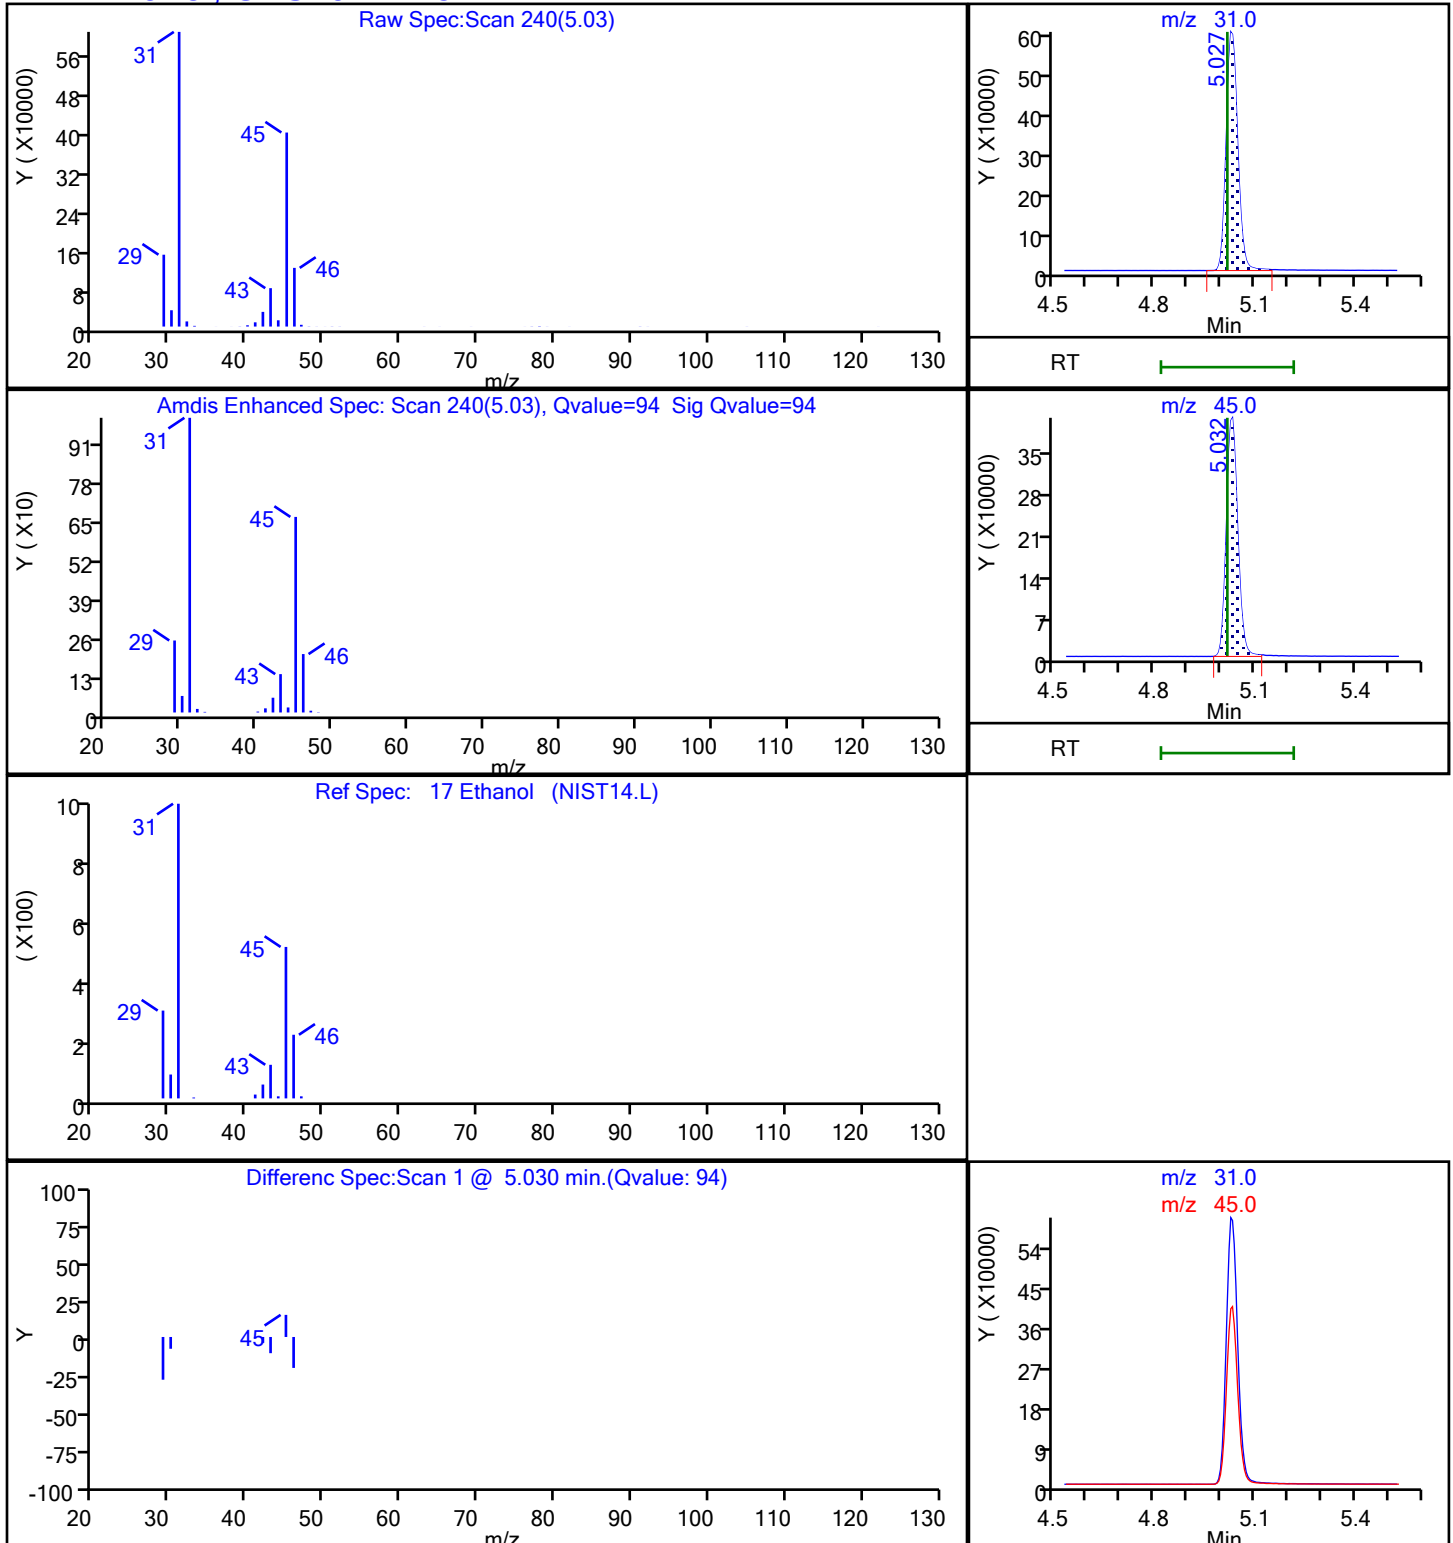 Raw Spec:Scan 240(5.03)
Y ( X10000)
56
48
40
32
24
16
8
0
31
45
29
43
46
20 30 40 50 60 70 80 90 100 110 120 130
m/z
m/z 31.0
Y ( X10000)
60
50
40
30
20
10
0
5.027
4.5 4.8 5.1 5.4
Min
RT
Amdis Enhanced Spec: Scan 240(5.03), Qvalue=94 Sig Qvalue=94
Y ( X10)
91
78
65
52
39
26
13
0
31
45
29
43
46
20 30 40 50 60 70 80 90 100 110 120 130
m/z
m/z 45.0
Y ( X10000)
35
28
21
14
7
0
5.032
4.5 4.8 5.1 5.4
Min
RT
Ref Spec: 17 Ethanol (NIST14.L)
( X100)
10
8
6
4
2
0
31
45
29
43
46
20 30 40 50 60 70 80 90 100 110 120 130
Differenc Spec:Scan 1 @ 5.030 min.(Qvalue: 94)
Y
100
75
50
25
0
-25
-50
-75
-100
45
20 30 40 50 60 70 80 90 100 110 120 130
m/z
m/z 31.0
m/z 45.0
Y ( X10000)
54
45
36
27
18
9
0
4.5 4.8 5.1 5.4
Min